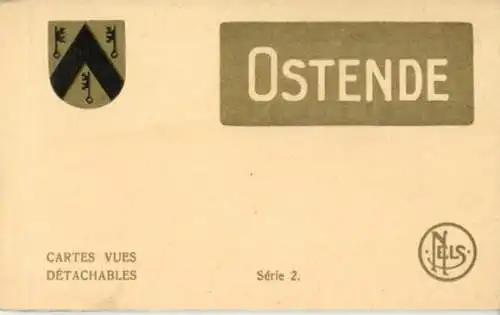 OSTENDE
CARTES VUES
DÉTACHABLES
Série 2.
NELS